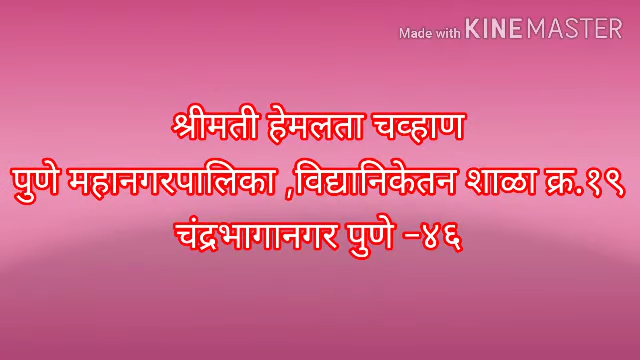 Made with KINEMASTER
श्रीमती हेमलता चव्हाण
पुणे महानगरपालिका ,विद्यानिकेतन शाळा क्र.१९
चंद्रभागानगर पुणे -४६